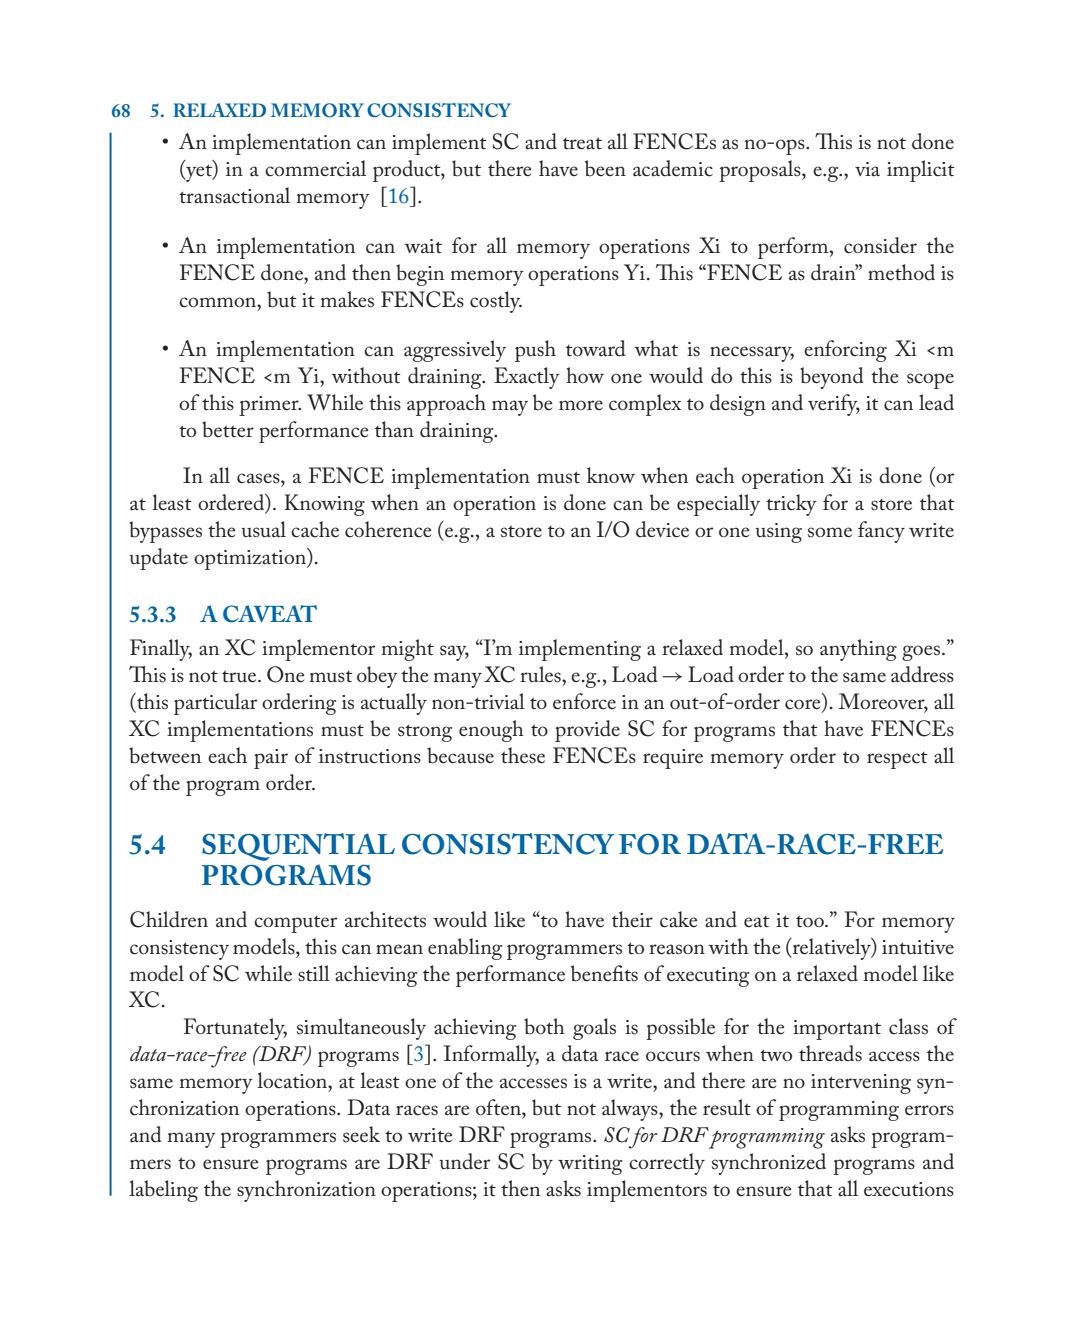 68 5. RELAXED MEMORY CONSISTENCY
• An implementation can implement SC and treat all FENCEs as no-ops. This is not done
(yet) in a commercial product, but there have been academic proposals, e.g., via implicit
transactional memory [16].
• An implementation can wait for all memory operations Xi to perform, consider the
FENCE done, and then begin memory operations Yi. This “FENCE as drain” method is
common, but it makes FENCEs costly.
• An implementation can aggressively push toward what is necessary, enforcing Xi <m
FENCE <m Yi, without draining. Exactly how one would do this is beyond the scope
of this primer. While this approach may be more complex to design and verify, it can lead
to better performance than draining.
In all cases, a FENCE implementation must know when each operation Xi is done (or
at least ordered). Knowing when an operation is done can be especially tricky for a store that
bypasses the usual cache coherence (e.g., a store to an I/O device or one using some fancy write
update optimization).
5.3.3 A CAVEAT
Finally, an XC implementor might say, “I’m implementing a relaxed model, so anything goes.”
This is not true. One must obey the many XC rules, e.g., Load → Load order to the same address
(this particular ordering is actually non-trivial to enforce in an out-of-order core). Moreover, all
XC implementations must be strong enough to provide SC for programs that have FENCEs
between each pair of instructions because these FENCEs require memory order to respect all
of the program order.
5.4 SEQUENTIAL CONSISTENCY FOR DATA-RACE-FREE
PROGRAMS
Children and computer architects would like “to have their cake and eat it too.” For memory
consistency models, this can mean enabling programmers to reason with the (relatively) intuitive
model of SC while still achieving the performance benefits of executing on a relaxed model like
XC.
Fortunately, simultaneously achieving both goals is possible for the important class of
data-race-free (DRF) programs [3]. Informally, a data race occurs when two threads access the
same memory location, at least one of the accesses is a write, and there are no intervening syn-
chronization operations. Data races are often, but not always, the result of programming errors
and many programmers seek to write DRF programs. SC for DRF programming asks program-
mers to ensure programs are DRF under SC by writing correctly synchronized programs and
labeling the synchronization operations; it then asks implementors to ensure that all executions